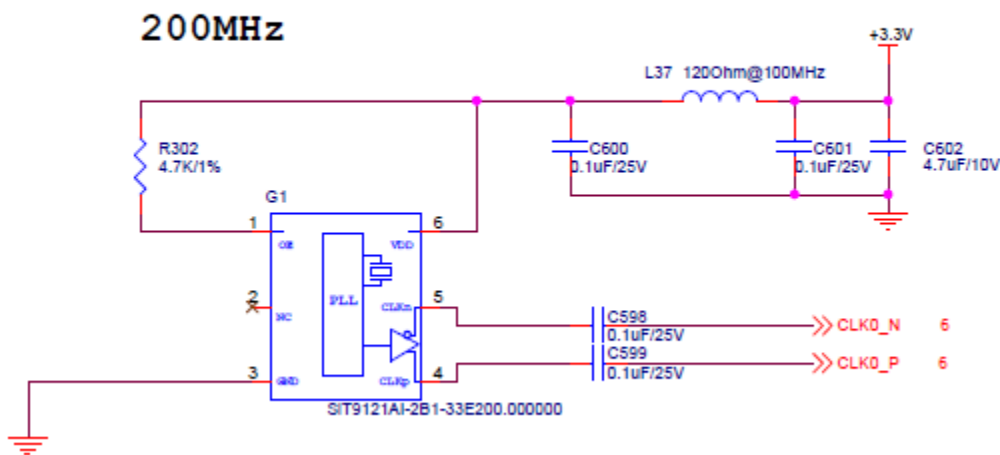 200MHz
+3.3V
L37 120Ohm@100MHz
R302
4.7K/1%
C600
0.1uF/25V
C601
0.1uF/25V
C602
4.7uF/10V
G1
1
OE
6
VDD
2
NC
PLL
5
CLKn
3
GND
4
CLKp
C598
0.1uF/25V
CLK0_N 6
C599
0.1uF/25V
CLK0_P 6
SIT9121AI-2B1-33E200.000000